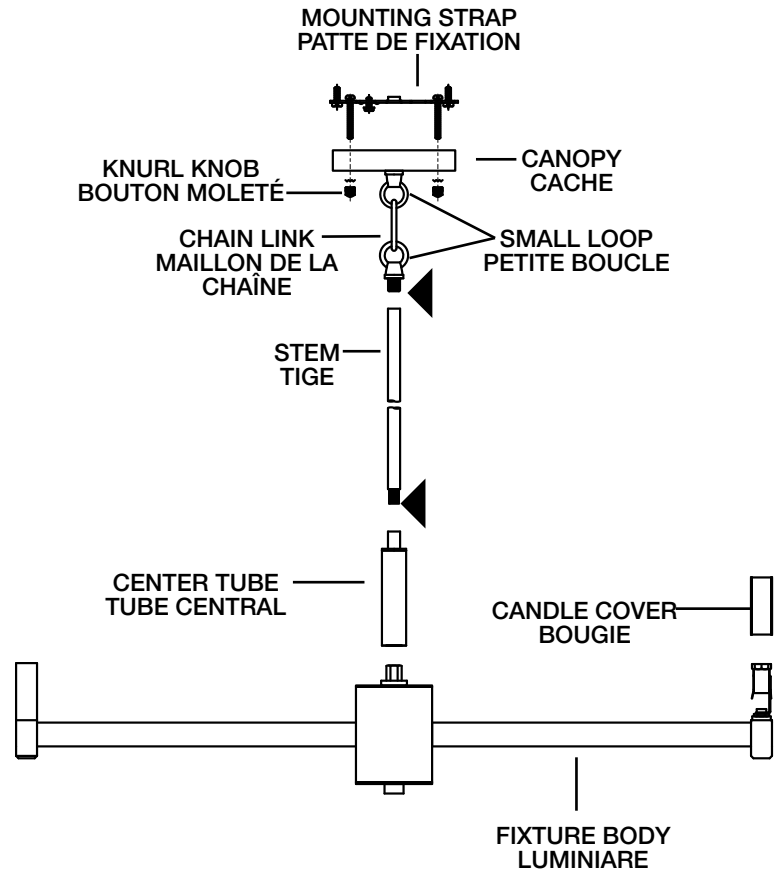 MOUNTING STRAP
PATTE DE FIXATION
CANOPY
CACHE
KNURL KNOB
BOUTON MOLETÉ
CHAIN LINK
MAILLON DE LA
CHAÎNE
SMALL LOOP
PETITE BOUCLE
STEM
TIGE
CENTER TUBE
TUBE CENTRAL
CANDLE COVER
BOUGIE
FIXTURE BODY
LUMINIARE